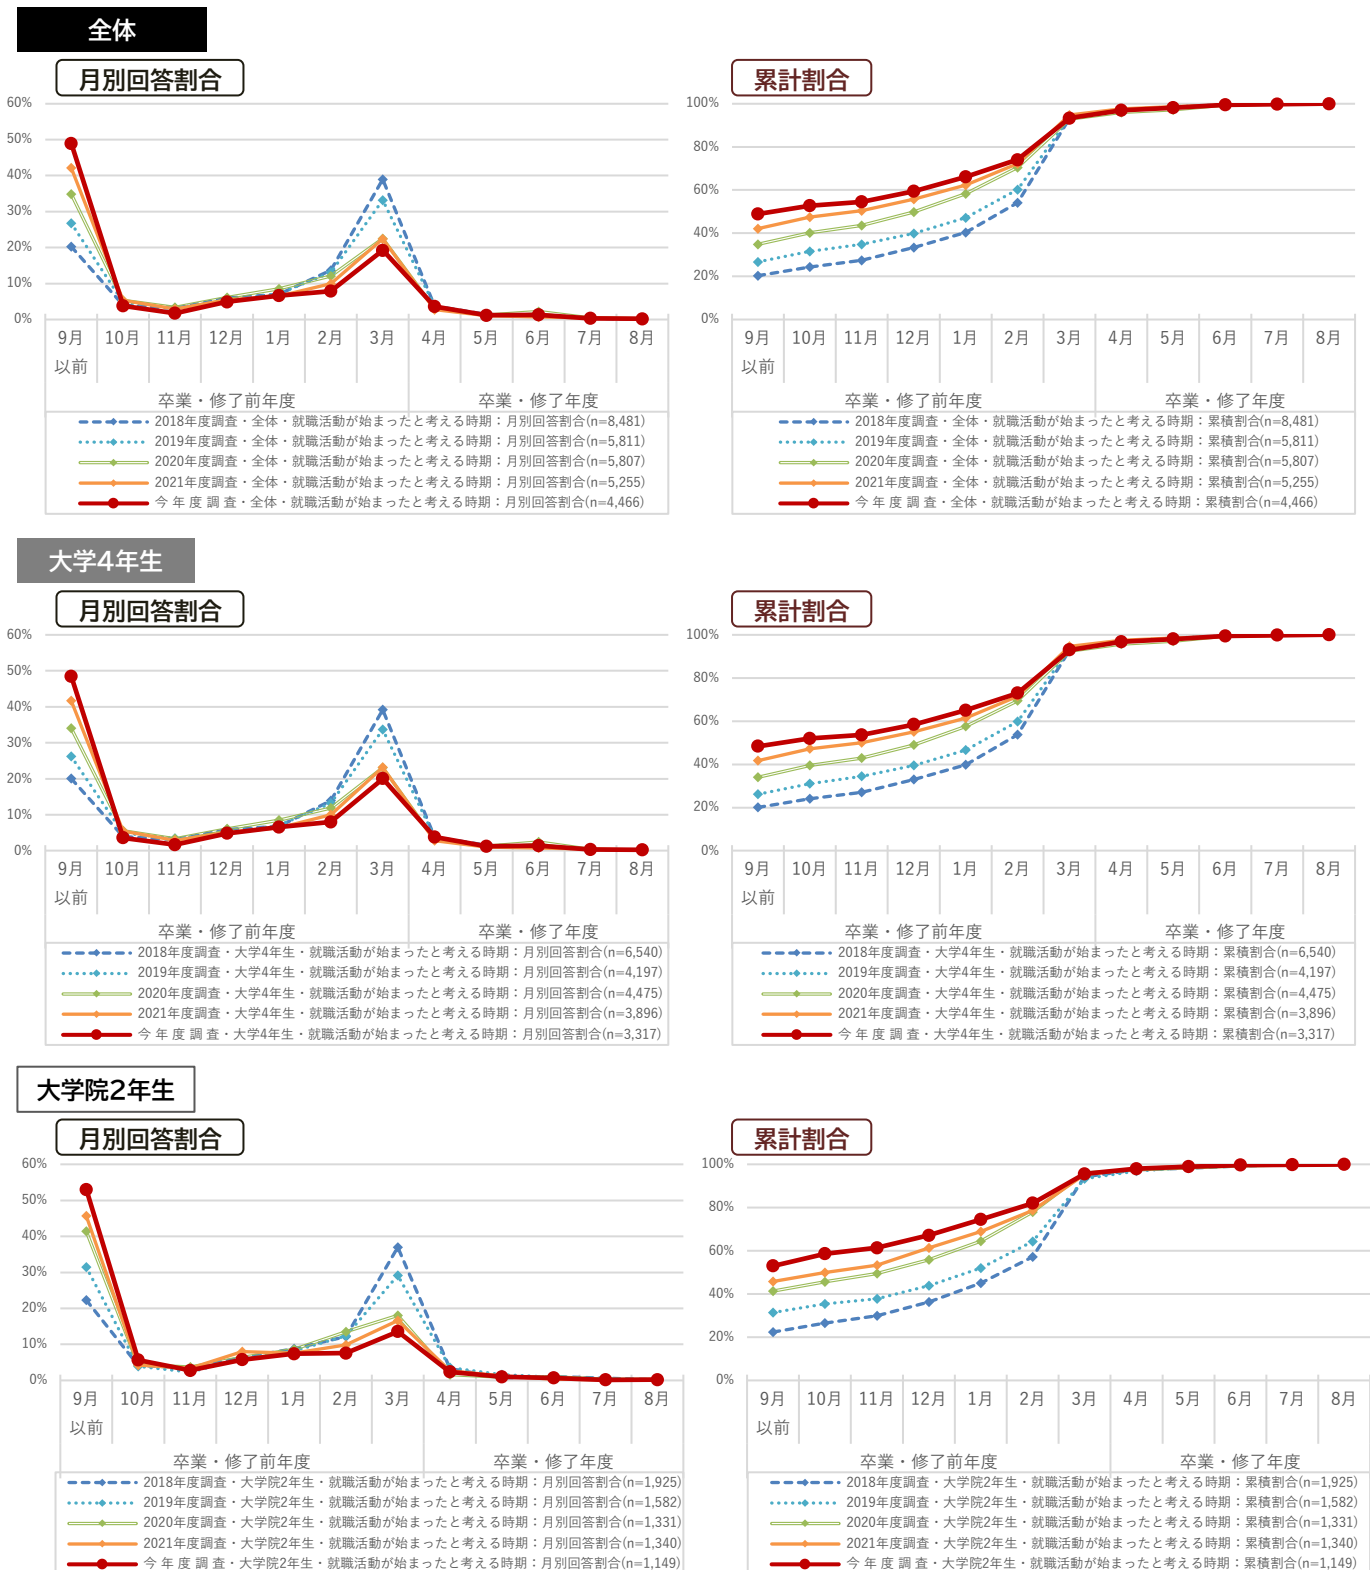 全体
月別回答割合
60%
50%
40%
30%
20%
10%
0%
9月 10月 11月 12月 1月 2月 3月 4月 5月 6月 7月 8月
以前
卒業・修了前年度 卒業・修了年度
2018年度調査・全体・就職活動が始まったと考える時期：月別回答割合(n=8,481)
2019年度調査・全体・就職活動が始まったと考える時期：月別回答割合(n=5,811)
2020年度調査・全体・就職活動が始まったと考える時期：月別回答割合(n=5,807)
2021年度調査・全体・就職活動が始まったと考える時期：月別回答割合(n=5,255)
今 年 度 調 査・全体・就職活動が始まったと考える時期：月別回答割合(n=4,466)
累計割合
100%
80%
60%
40%
20%
0%
9月 10月 11月 12月 1月 2月 3月 4月 5月 6月 7月 8月
以前
卒業・修了前年度 卒業・修了年度
2018年度調査・全体・就職活動が始まったと考える時期：累積割合(n=8,481)
2019年度調査・全体・就職活動が始まったと考える時期：累積割合(n=5,811)
2020年度調査・全体・就職活動が始まったと考える時期：累積割合(n=5,807)
2021年度調査・全体・就職活動が始まったと考える時期：累積割合(n=5,255)
今 年 度 調 査・全体・就職活動が始まったと考える時期：累積割合(n=4,466)
大学4年生
月別回答割合
60%
50%
40%
30%
20%
10%
0%
9月 10月 11月 12月 1月 2月 3月 4月 5月 6月 7月 8月
以前
卒業・修了前年度 卒業・修了年度
2018年度調査・大学4年生・就職活動が始まったと考える時期：月別回答割合(n=6,540)
2019年度調査・大学4年生・就職活動が始まったと考える時期：月別回答割合(n=4,197)
2020年度調査・大学4年生・就職活動が始まったと考える時期：月別回答割合(n=4,475)
2021年度調査・大学4年生・就職活動が始まったと考える時期：月別回答割合(n=3,896)
今 年 度 調 査・大学4年生・就職活動が始まったと考える時期：月別回答割合(n=3,317)
累計割合
100%
80%
60%
40%
20%
0%
9月 10月 11月 12月 1月 2月 3月 4月 5月 6月 7月 8月
以前
卒業・修了前年度 卒業・修了年度
2018年度調査・大学4年生・就職活動が始まったと考える時期：累積割合(n=6,540)
2019年度調査・大学4年生・就職活動が始まったと考える時期：累積割合(n=4,197)
2020年度調査・大学4年生・就職活動が始まったと考える時期：累積割合(n=4,475)
2021年度調査・大学4年生・就職活動が始まったと考える時期：累積割合(n=3,896)
今 年 度 調 査・大学4年生・就職活動が始まったと考える時期：累積割合(n=3,317)
大学院2年生
月別回答割合
60%
50%
40%
30%
20%
10%
0%
9月 10月 11月 12月 1月 2月 3月 4月 5月 6月 7月 8月
以前
卒業・修了前年度 卒業・修了年度
2018年度調査・大学院2年生・就職活動が始まったと考える時期：月別回答割合(n=1,925)
2019年度調査・大学院2年生・就職活動が始まったと考える時期：月別回答割合(n=1,582)
2020年度調査・大学院2年生・就職活動が始まったと考える時期：月別回答割合(n=1,331)
2021年度調査・大学院2年生・就職活動が始まったと考える時期：月別回答割合(n=1,340)
今 年 度 調 査・大学院2年生・就職活動が始まったと考える時期：月別回答割合(n=1,149)
累計割合
100%
80%
60%
40%
20%
0%
9月 10月 11月 12月 1月 2月 3月 4月 5月 6月 7月 8月
以前
卒業・修了前年度 卒業・修了年度
2018年度調査・大学院2年生・就職活動が始まったと考える時期：累積割合(n=1,925)
2019年度調査・大学院2年生・就職活動が始まったと考える時期：累積割合(n=1,582)
2020年度調査・大学院2年生・就職活動が始まったと考える時期：累積割合(n=1,331)
2021年度調査・大学院2年生・就職活動が始まったと考える時期：累積割合(n=1,340)
今 年 度 調 査・大学院2年生・就職活動が始まったと考える時期：累積割合(n=1,149)